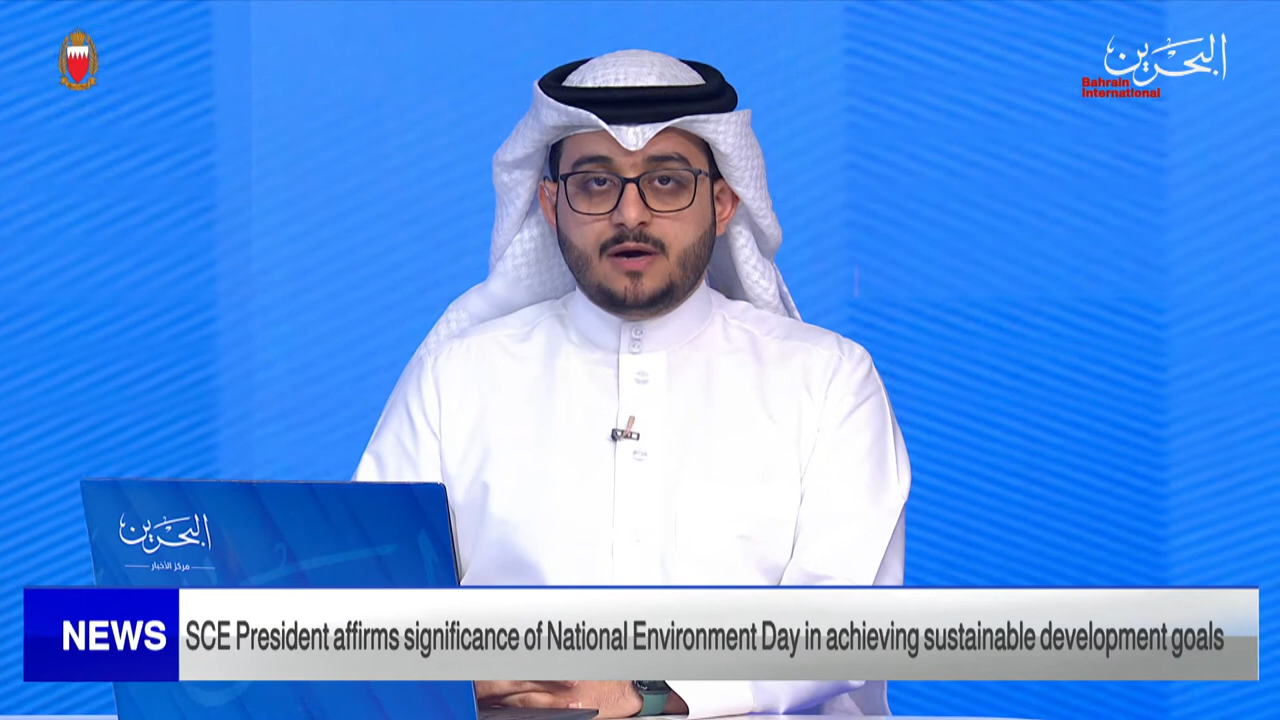 البحرين
Bahrain
International
البحرين
مركز الأخبار
NEWS
SCE President affirms significance of National Environment Day in achieving sustainable development goals